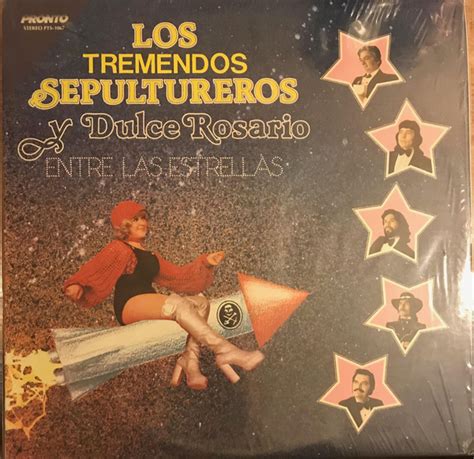 PRONTO
STEREO PTS-1067
LOS
TREMENDOS
SEPULTUREROS
y Dulce Rosario
ENTRE LAS ESTRELLAS